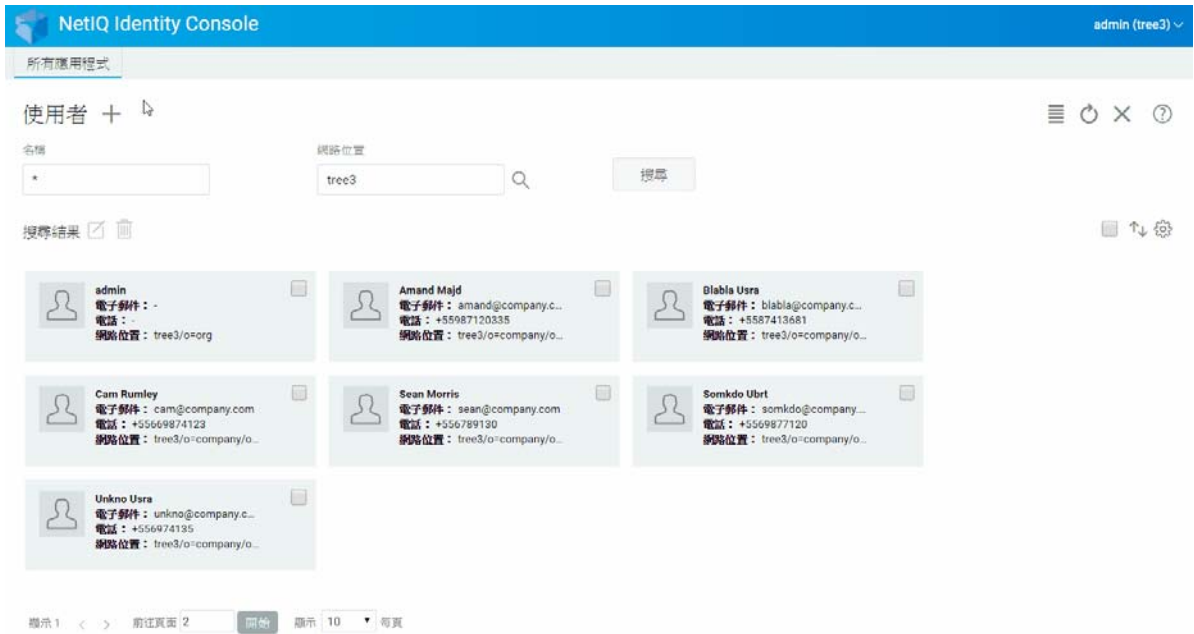 NetIQ Identity Console
admin (tree3)
所有應用程式
使用者
名稱
網路位置
*
tree3
搜尋
搜尋結果
admin
電子郵件： -
電話： -
網路位置： tree3/o=org
Amand Majd
電子郵件： amand@company.c...
電話： +55987120335
網路位置： tree3/o=company/o...
Blabla Usra
電子郵件： blabla@company.c...
電話： +5587413681
網路位置： tree3/o=company/o...
Cam Rumley
電子郵件： cam@company.com
電話： +55669874123
網路位置： tree3/o=company/o...
Sean Morris
電子郵件： sean@company.com
電話： +556789130
網路位置： tree3/o=company/o...
Somkdo Ubrt
電子郵件： somkdo@company....
電話： +5569877120
網路位置： tree3/o=company/o...
Unkno Usra
電子郵件： unkno@company.c...
電話： +556974135
網路位置： tree3/o=company/o...
顯示 1 前往頁面 2 開始 顯示 10 每頁